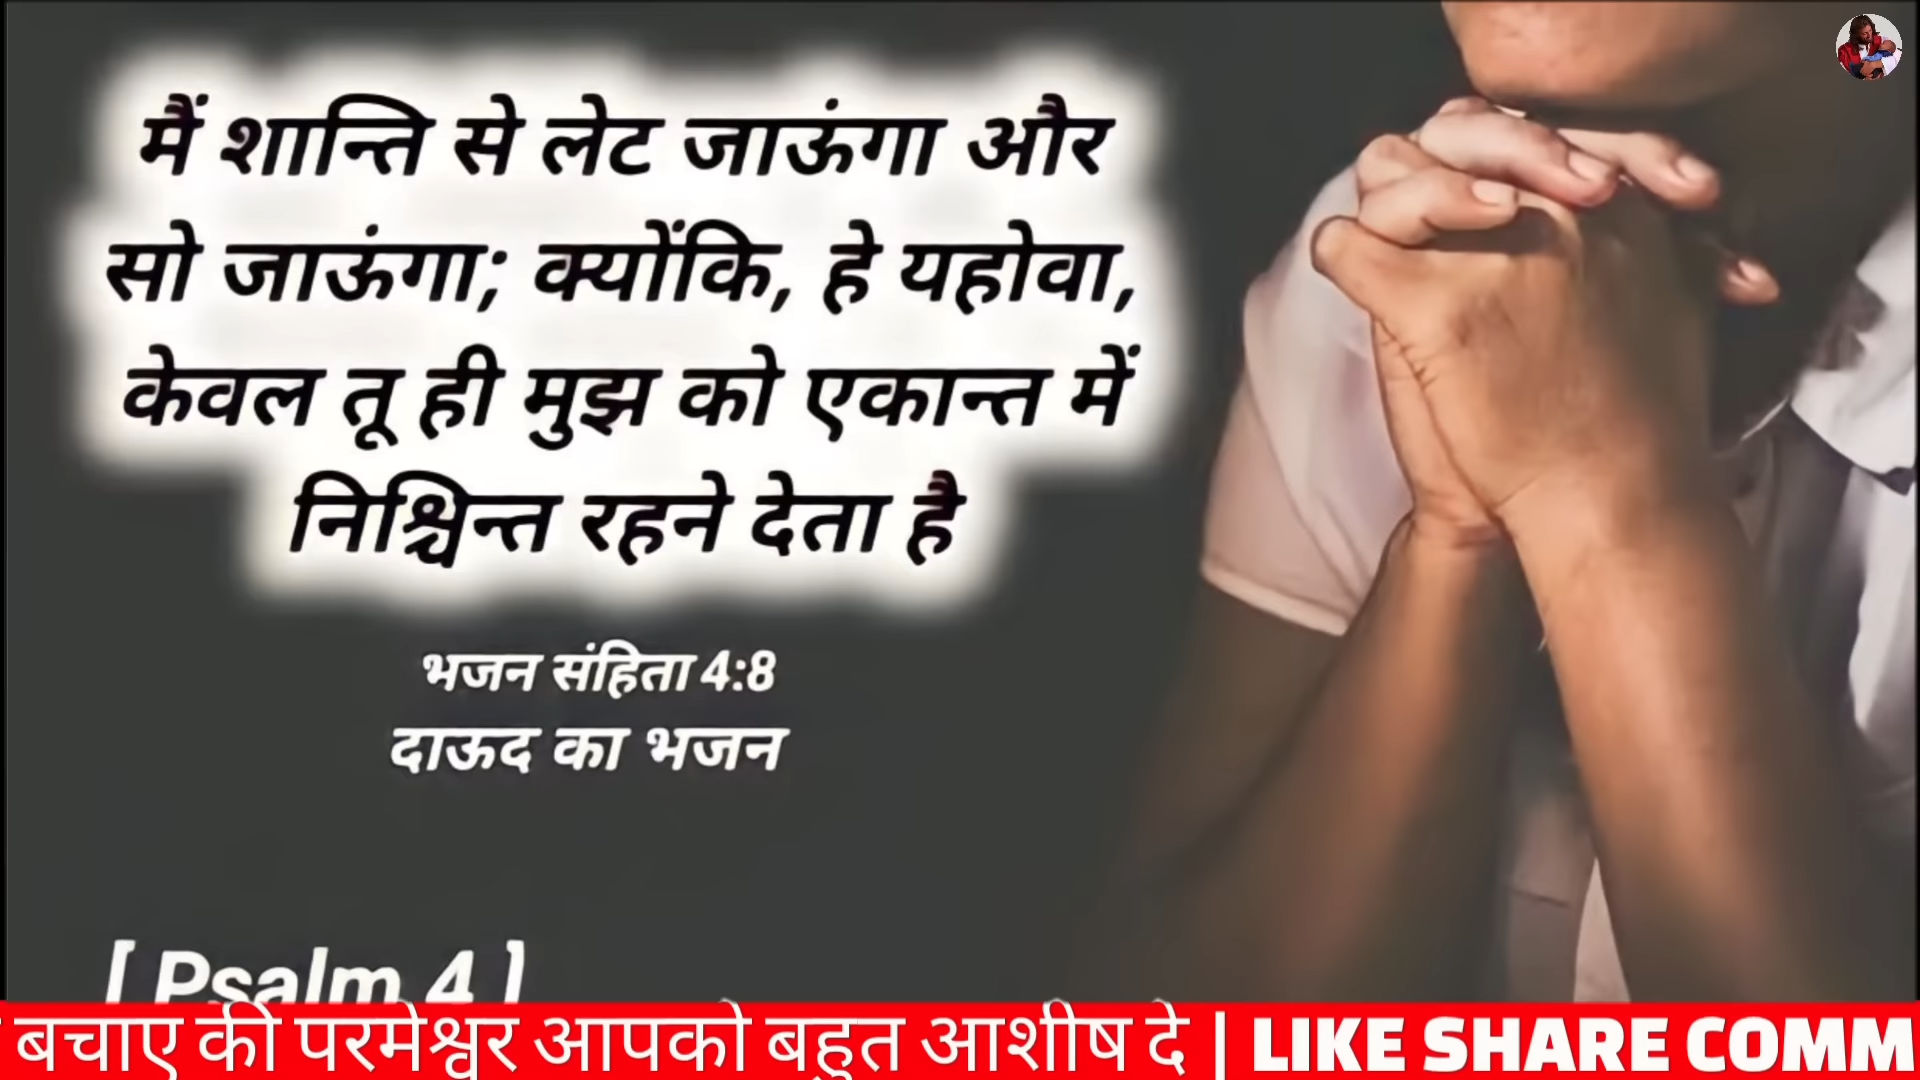 मैं शान्ति से लेट जाऊंगा और
सो जाऊंगा; क्योंकि, हे यहोवा,
केवल तू ही मुझ को एकान्त में
निश्चिन्त रहने देता है
भजन संहिता 4:8
दाऊद का भजन
[ Psalm 4 ]
बचाए की परमेश्वर आपको बहुत आशीष दे | LIKE SHARE COMM